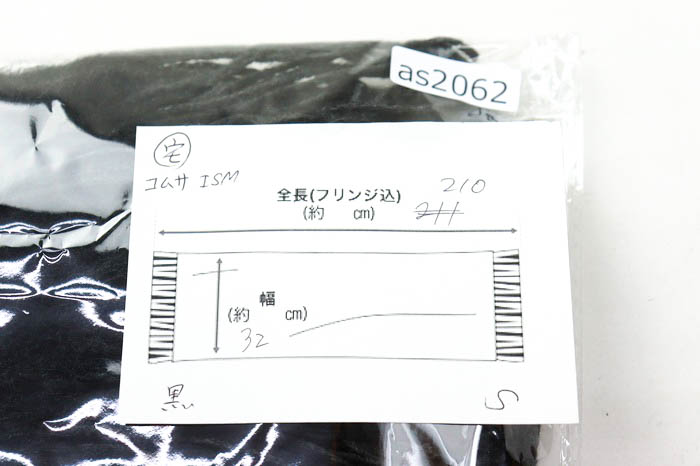 as2062
宅
コムサ ISM
全長(フリンジ込) 210
(約 cm) 211
幅
(約 cm)
32
黒 S